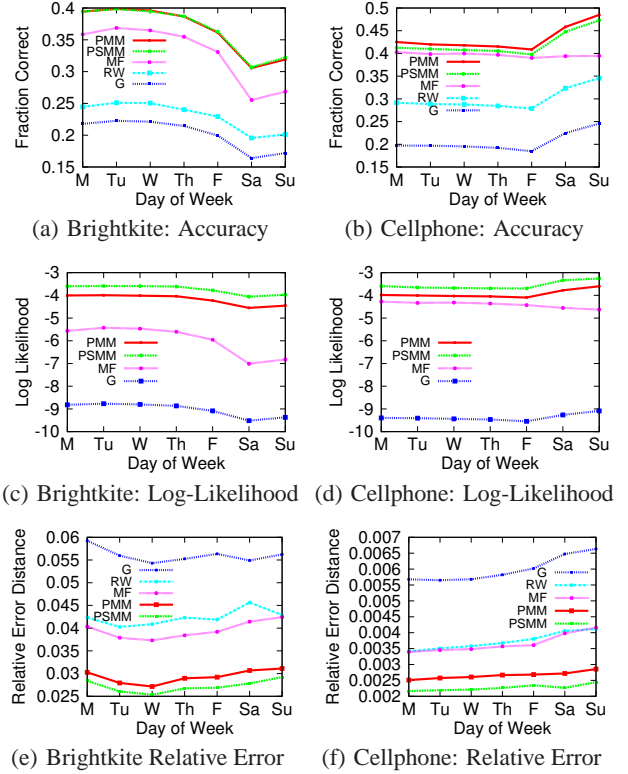 Fraction Correct
0.4
0.35
0.3
0.25
0.2
0.15
PMM
PSMM
MF
RW
G
M Tu W Th F Sa Su
Day of Week
(a) Brightkite: Accuracy
Fraction Correct
0.5
0.45
0.4
0.35
0.3
0.25
0.2
0.15
PMM
PSMM
MF
RW
G
M Tu W Th F Sa Su
Day of Week
(b) Cellphone: Accuracy
Log Likelihood
-3
-4
-5
-6
-7
-8
-9
-10
PMM
PSMM
MF
G
M Tu W Th F Sa Su
Day of Week
(c) Brightkite: Log-Likelihood
Log Likelihood
-3
-4
-5
-6
-7
-8
-9
-10
PMM
PSMM
MF
G
M Tu W Th F Sa Su
Day of Week
(d) Cellphone: Log-Likelihood
Relative Error Distance
0.06
0.055
0.05
0.045
0.04
0.035
0.03
0.025
G
RW
MF
PMM
PSMM
M Tu W Th F Sa Su
Day of Week
(e) Brightkite Relative Error
Relative Error Distance
0.007
0.0065
0.006
0.0055
0.005
0.0045
0.004
0.0035
0.003
0.0025
0.002
G
RW
MF
PMM
PSMM
M Tu W Th F Sa Su
Day of Week
(f) Cellphone: Relative Error